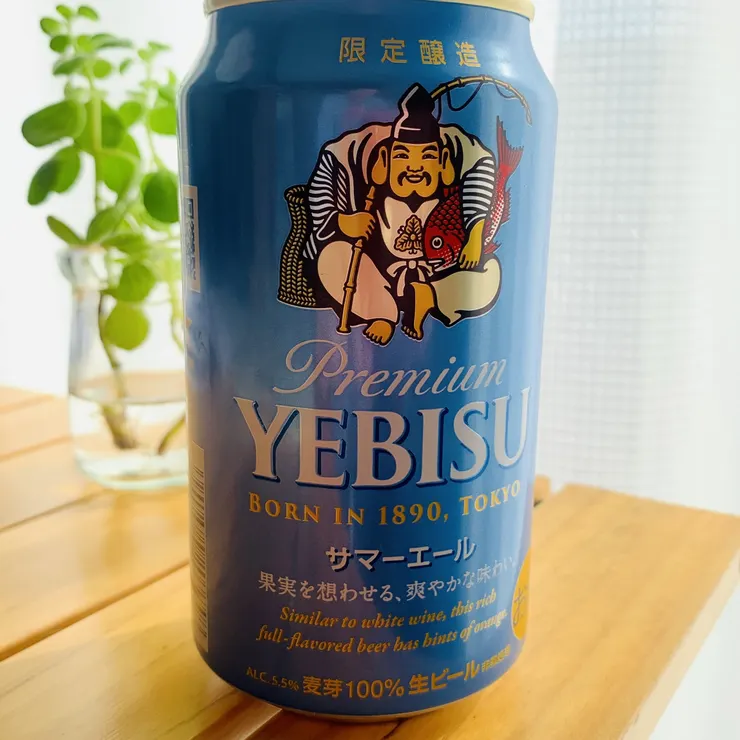 限定醸造
Premium
YEBISU
BORN IN 1890, TOKYO
サマーエール
果実を想わせる、爽やかな味わい。
Similar to white wine, this rich
full-flavored beer has hints of orange.
ALC.5.5% 麦芽100% 生ビール